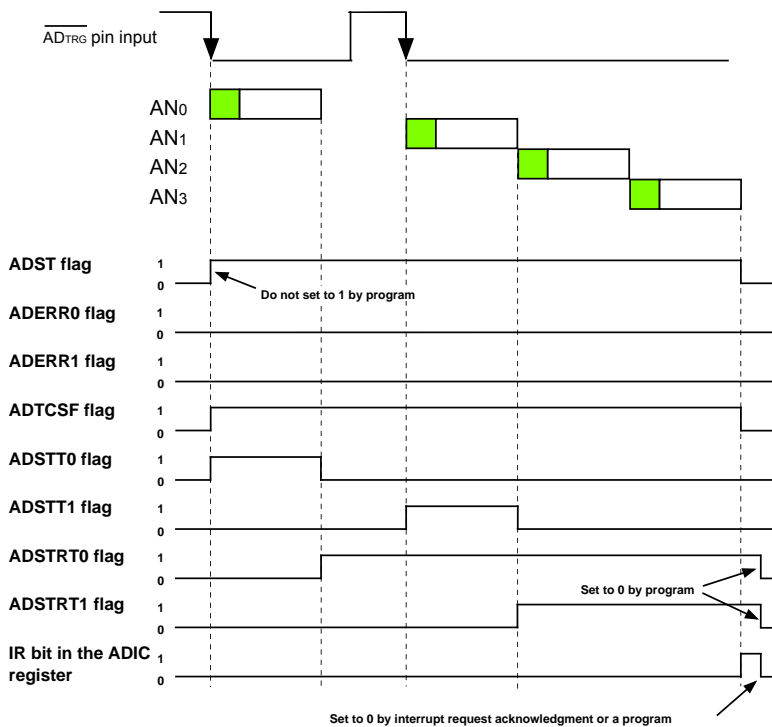 ADTRG pin input
AN0
AN1
AN2
AN3
ADST flag
1
0
Do not set to 1 by program
ADERR0 flag
1
0
ADERR1 flag
1
0
ADTCSF flag
1
0
ADSTT0 flag
1
0
ADSTT1 flag
1
0
ADSTRT0 flag
1
0
Set to 0 by program
ADSTRT1 flag
1
0
IR bit in the ADIC
register
1
0
Set to 0 by interrupt request acknowledgment or a program